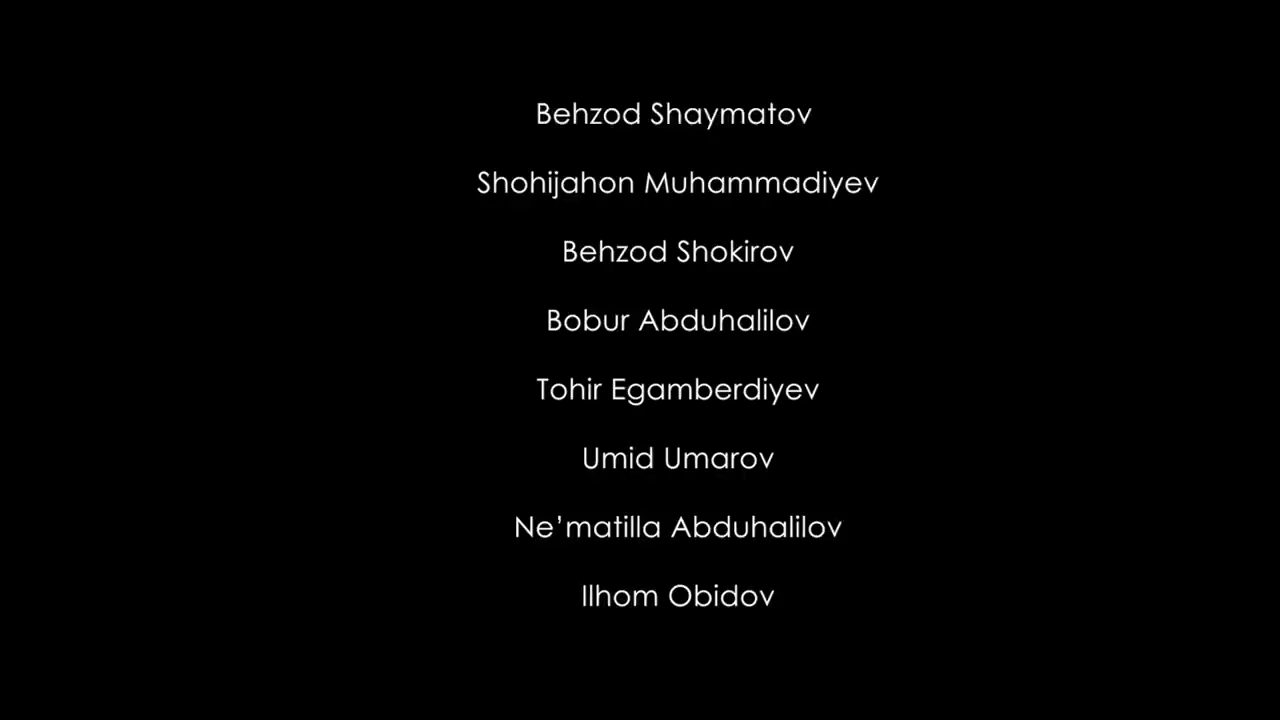 Behzod Shaymatov
Shohijahon Muhammadiyev
Behzod Shokirov
Bobur Abduhalilov
Tohir Egamberdiyev
Umid Umarov
Ne’matilla Abduhalilov
Ilhom Obidov